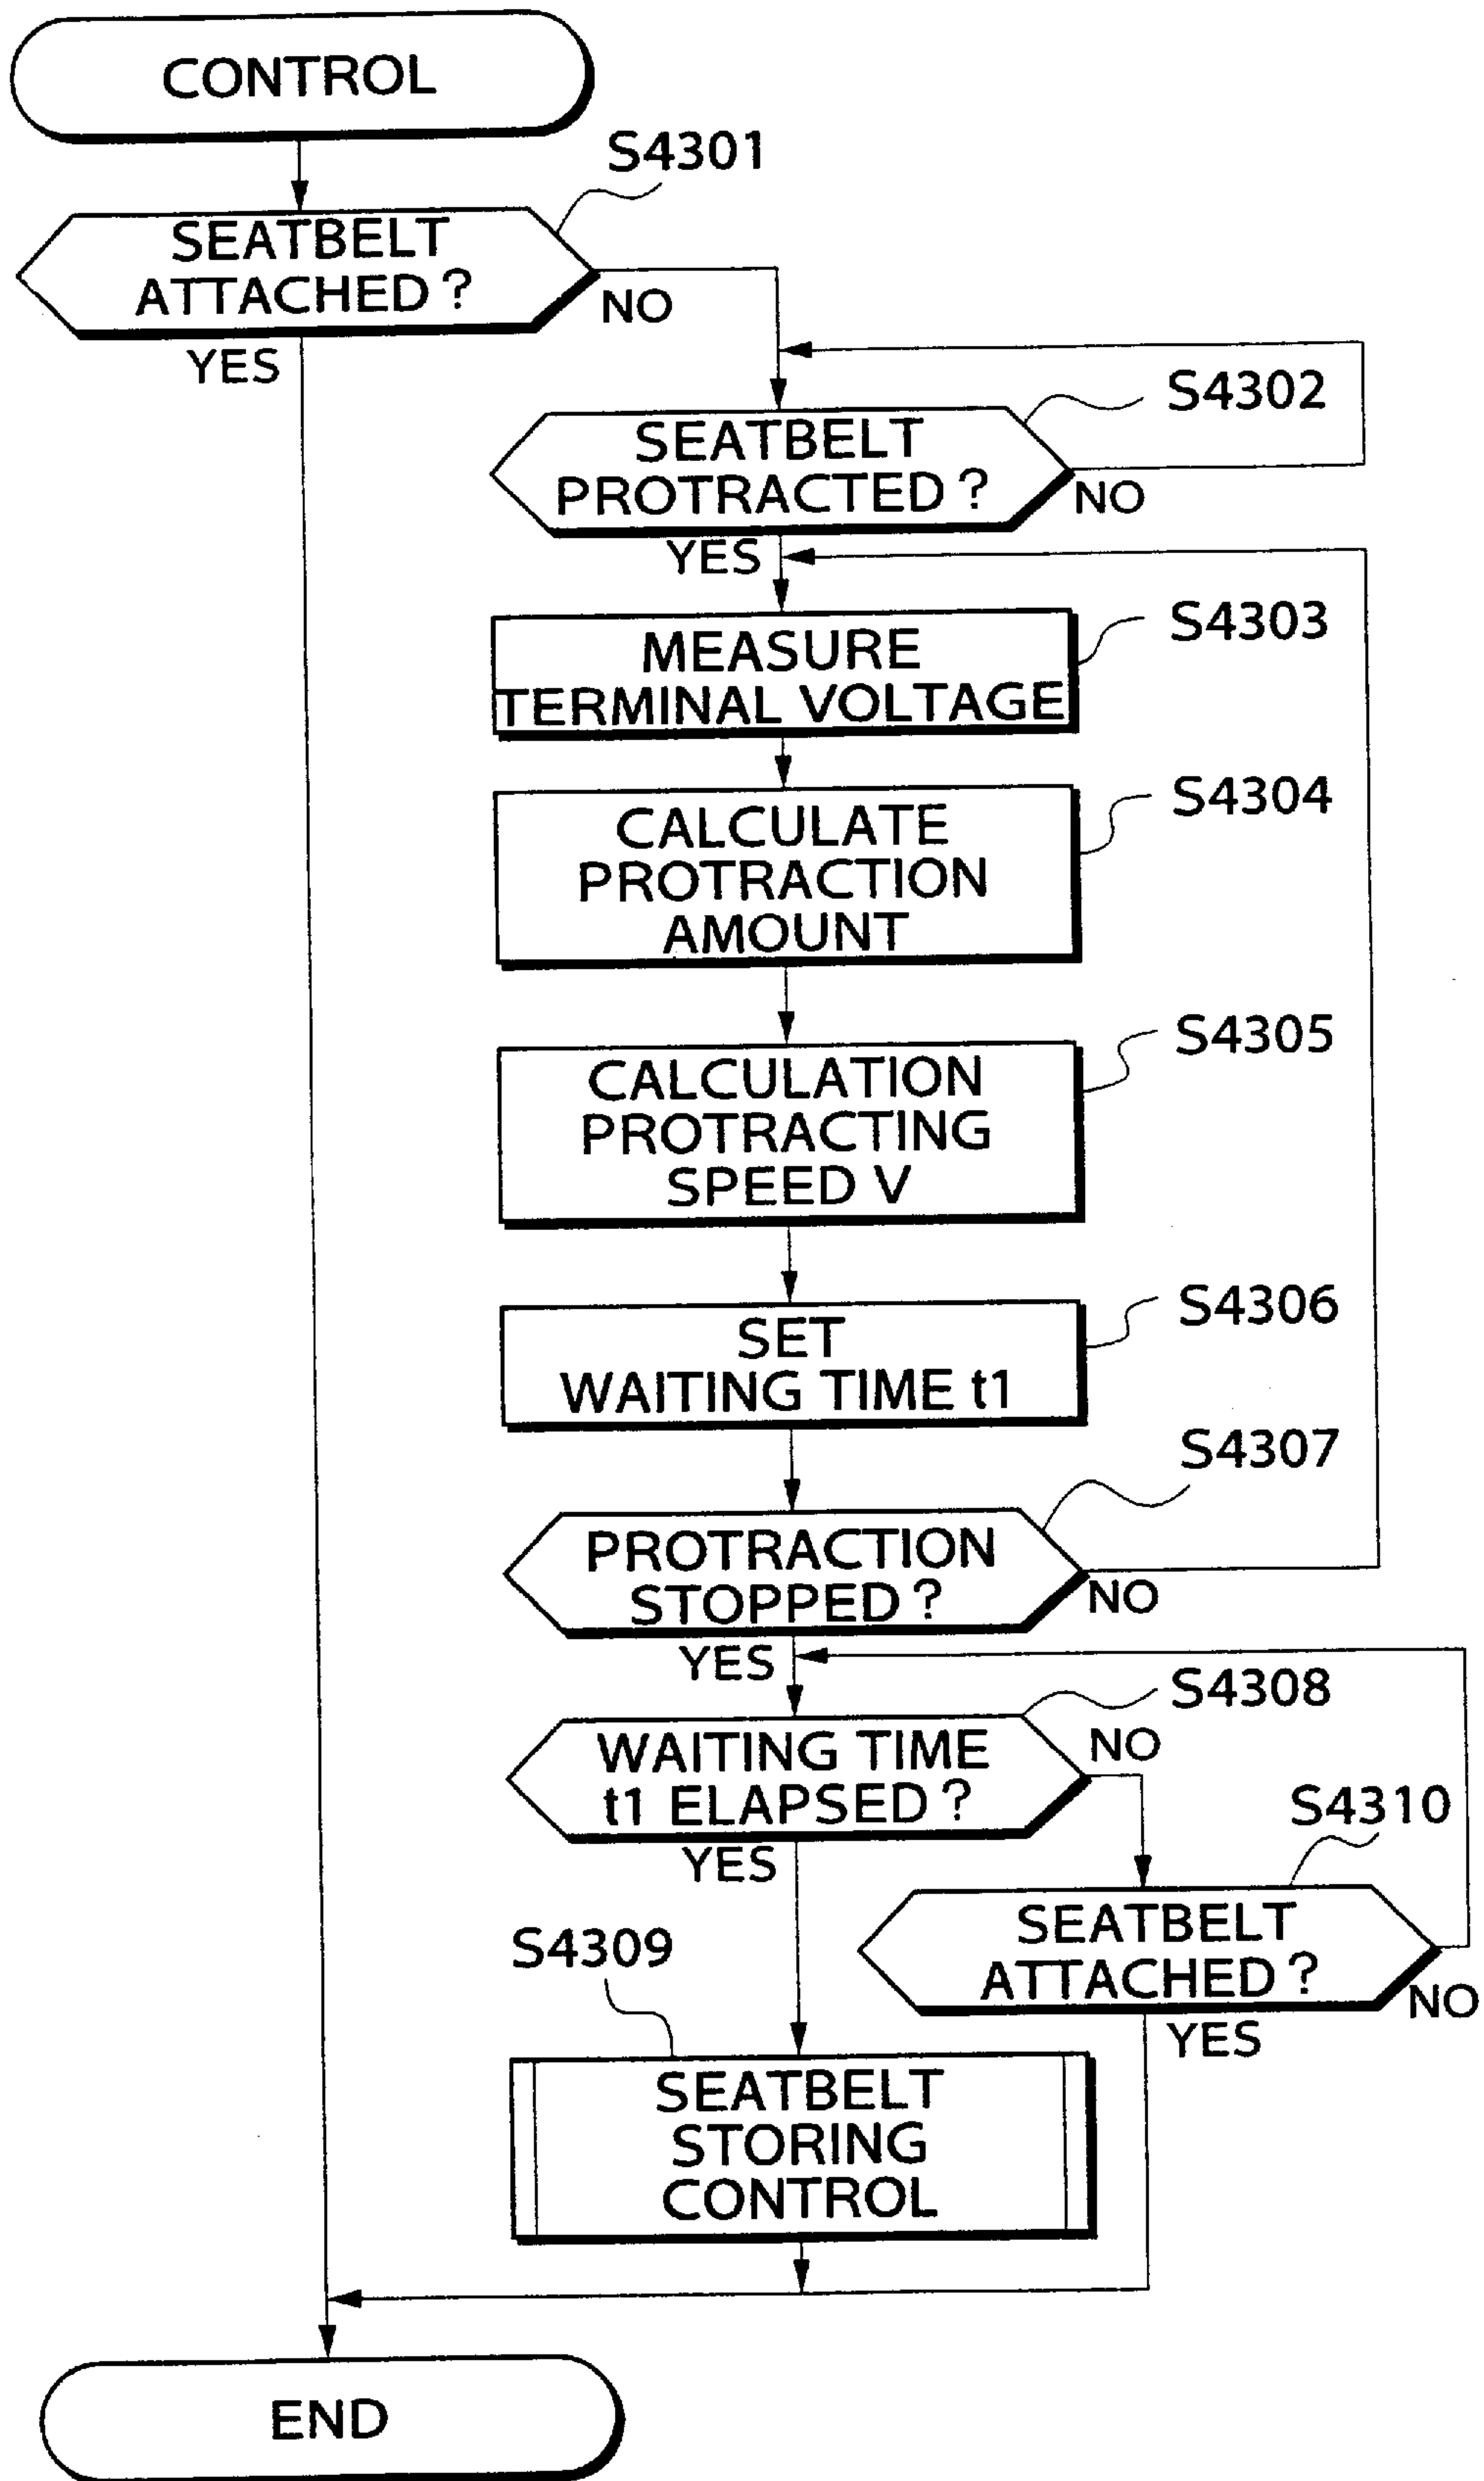 CONTROL
S4301
SEATBELT
ATTACHED ?
NO
YES
S4302
SEATBELT
PROTRACTED ?
NO
YES
S4303
MEASURE
TERMINAL VOLTAGE
S4304
CALCULATE
PROTRACTION
AMOUNT
S4305
CALCULATION
PROTRACTING
SPEED V
S4306
SET
WAITING TIME t1
S4307
PROTRACTION
STOPPED ?
NO
YES
S4308
WAITING TIME
t1 ELAPSED ?
NO
YES
S4310
SEATBELT
ATTACHED ?
NO
YES
S4309
SEATBELT
STORING
CONTROL
END